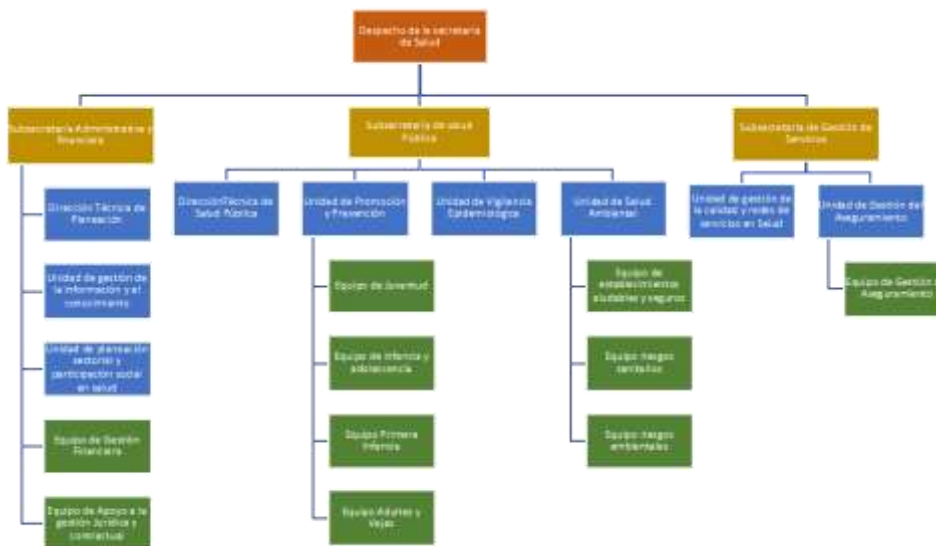 Despacho de la secretaría
de Salud
Subsecretaría Administrativa y
financiera
Subsecretaría de salud
Pública
Subsecretaría de Gestión de
Servicios
Dirección Técnica de
Planeación
DirecciónTécnica de
Salud Pública
Unidad de Promoción
y Prevención
Unidad de Vigilancia
Epidemiológica
Unidad de Salud
Ambiental
Unidad de gestión de
la calidad y redes de
servicios en Salud
Unidad de Gestión del
Aseguramiento
Unidad de gestión de
la información y el
conocimiento
Equipo de Juventud
Equipo de
establecimientos
aludables y seguros
Equipo de Gestión
Aseguramiento
Unidad de planeación
sectorial y
participación social
en salud
Equipo de infancia y
adolescencia
Equipo riesgos
sanitarios
Equipo de Gestión
Financiera
Equipo Primera
Infancia
Equipo riesgos
ambientales
Equipo de Apoyo a la
gestión Jurídica y
contractual
Equipo Adultez y
Vejez